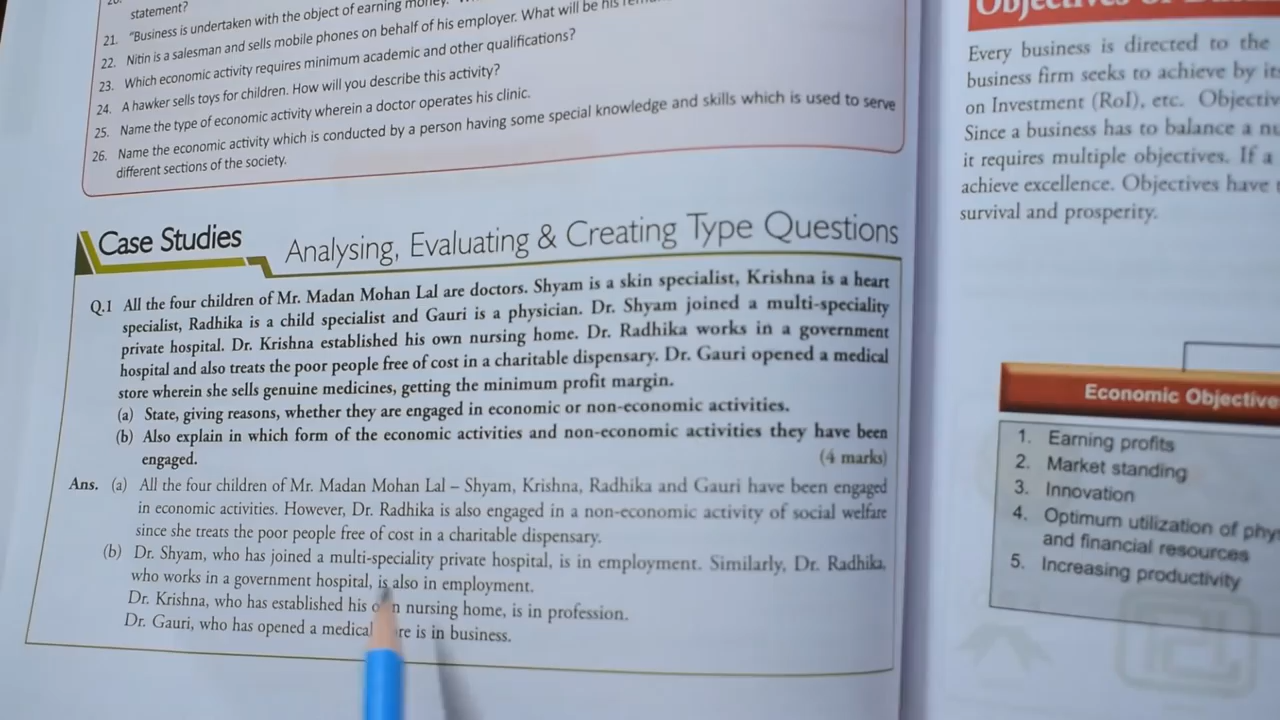 statement?
21. "Business is undertaken with the object of earning money.
22. Nitin is a salesman and sells mobile phones on behalf of his employer. What will be his
23. Which economic activity requires minimum academic and other qualifications?
24. A hawker sells toys for children. How will you describe this activity?
25. Name the type of economic activity wherein a doctor operates his clinic.
26. Name the economic activity which is conducted by a person having some special knowledge and skills which is used to serve
different sections of the society.
Case Studies Analysing, Evaluating & Creating Type Questions
Q.1 All the four children of Mr. Madan Mohan Lal are doctors. Shyam is a skin specialist, Krishna is a heart
specialist, Radhika is a child specialist and Gauri is a physician. Dr. Shyam joined a multi-speciality
private hospital. Dr. Krishna established his own nursing home. Dr. Radhika works in a government
hospital and also treats the poor people free of cost in a charitable dispensary. Dr. Gauri opened a medical
store wherein she sells genuine medicines, getting the minimum profit margin.
(a) State, giving reasons, whether they are engaged in economic or non-economic activities.
(b) Also explain in which form of the economic activities and non-economic activities they have been
engaged. (4 marks)
Ans. (a) All the four children of Mr. Madan Mohan Lal – Shyam, Krishna, Radhika and Gauri have been engaged
in economic activities. However, Dr. Radhika is also engaged in a non-economic activity of social welfare
since she treats the poor people free of cost in a charitable dispensary.
(b) Dr. Shyam, who has joined a multi-speciality private hospital, is in employment. Similarly, Dr. Radhika,
who works in a government hospital, is also in employment.
Dr. Krishna, who has established his own nursing home, is in profession.
Dr. Gauri, who has opened a medical is in business.
Every business is directed to the
business firm seeks to achieve by
on Investment (RoI), etc.
Since a business has to balance a
it requires multiple objectives. If a
achieve excellence. Objectives have
survival and prosperity.
Economic
1. Earning profits
2. Market standing
3. Innovation
4. Optimum utilization of
and financial resources
5. Increasing productivity